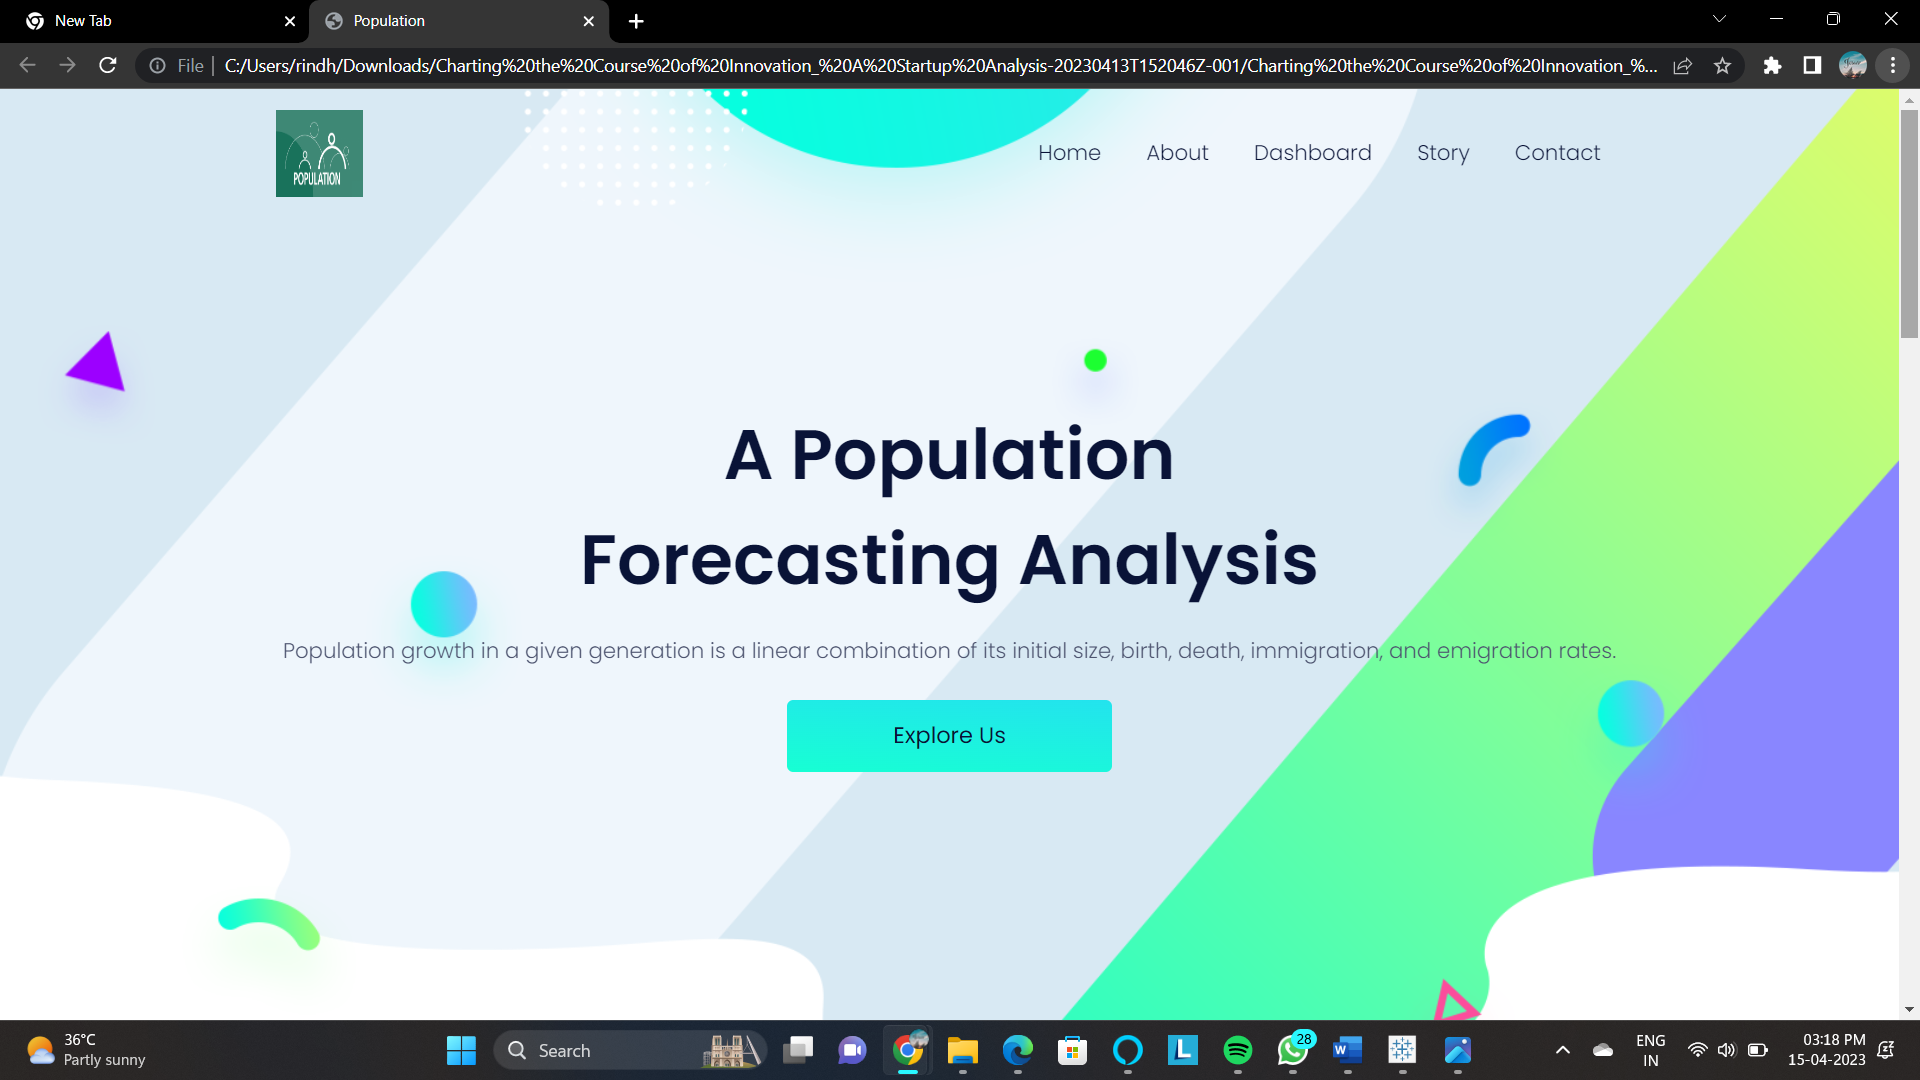 New Tab
Population
File
C:/Users/rindh/Downloads/Charting%20the%20Course%20of%20Innovation_%20A%20Startup%20Analysis-20230413T152046Z-001/Charting%20the%20Course%20of%20Innovation_%...
POPULATION
Home About Dashboard Story Contact
A Population
Forecasting Analysis
Population growth in a given generation is a linear combination of its initial size, birth, death, immigration, and emigration rates.
Explore Us
36°C
Partly sunny
Search
L
28
W
ENG
IN
03:18 PM
15-04-2023